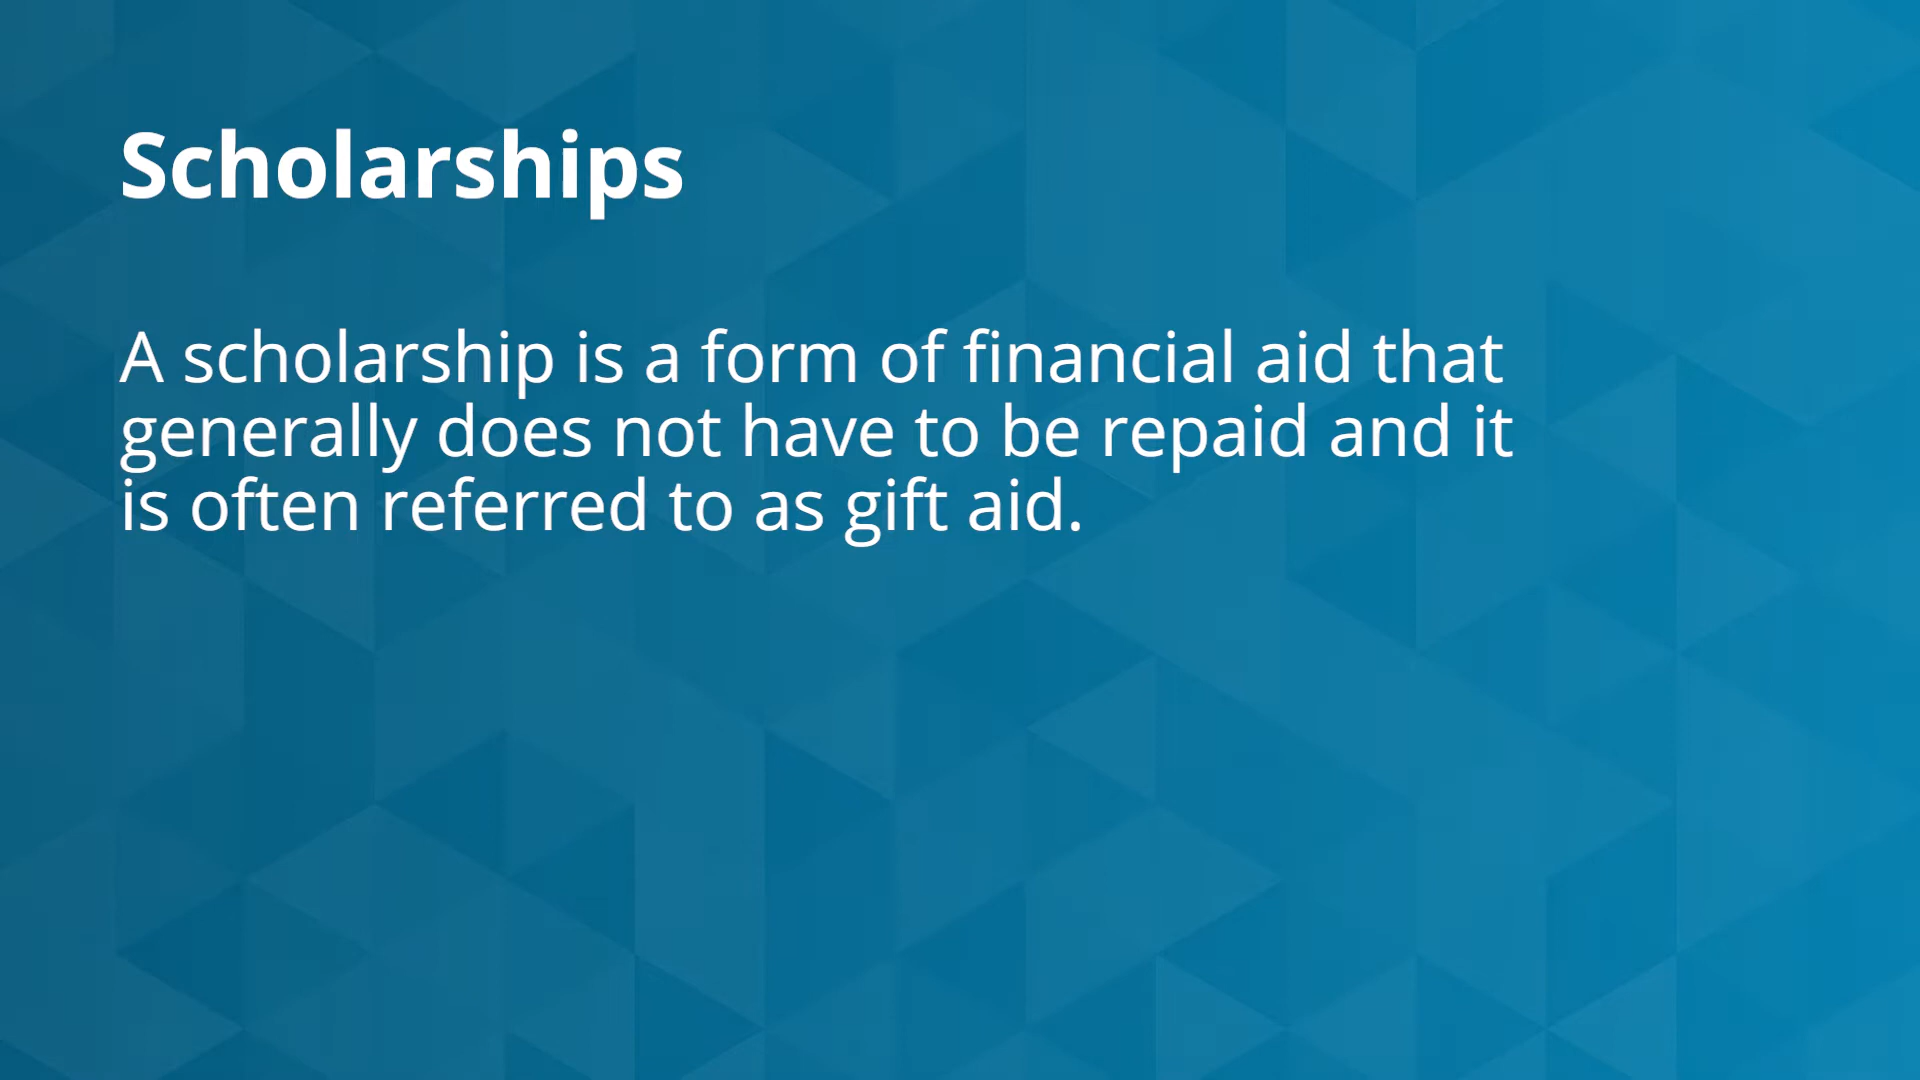 Scholarships
A scholarship is a form of financial aid that
generally does not have to be repaid and it
is often referred to as gift aid.